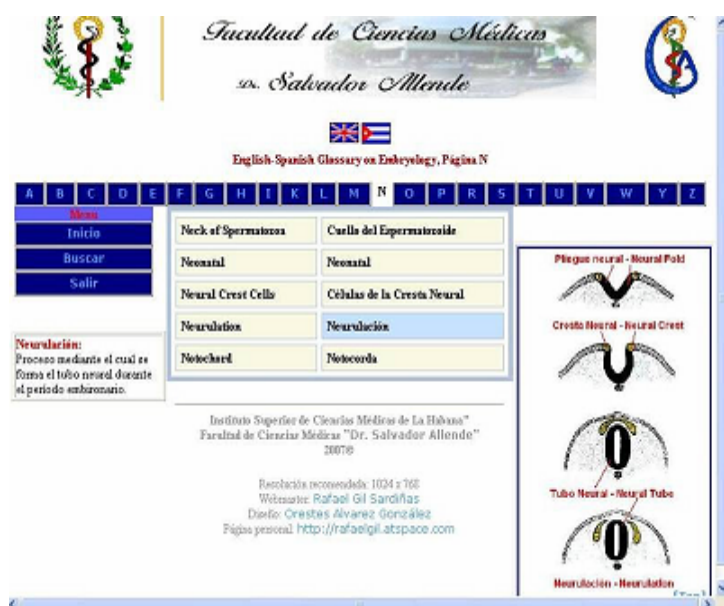 Facultad de Ciencias Médicas
Dr. Salvador Allende
English-Spanish Glossary on Embryology, Página N
A B C D E F G H I K L M N O P R S T U V W Y Z
Menu
Inicio
Buscar
Salir
Neck of Spermatozoa
Cuello del Espermatozoide
Neonatal
Neonatal
Neural Crest Cells
Células de la Cresta Neural
Neurulation
Neurulación
Notochord
Notocorda
Neurulación:
Proceso mediante el cual se
forma el tubo neural durante
el periodo embironario.
Pliegue neural - Neural Fold
Cresta Neural - Neural Crest
Tubo Neural - Neural Tube
Neurulación - Neurulation
[Top]
Instituto Superior de Ciencias Médicas de La Habana"
Facultad de Ciencias Médicas "Dr. Salvador Allende"
2007®
Resolución recomendada: 1024 x 768
Webmaster: Rafael Gil Sardiñas
Diseño: Orestes Alvarez González
Página personal: http://rafaelgil.atspace.com